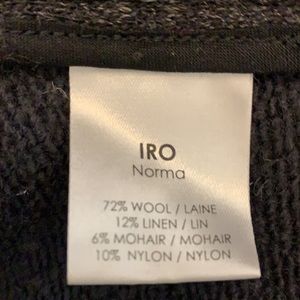 IRO
Norma
72% WOOL / LAINE
12% LINEN / LIN
6% MOHAIR / MOHAIR
10% NYLON / NYLON